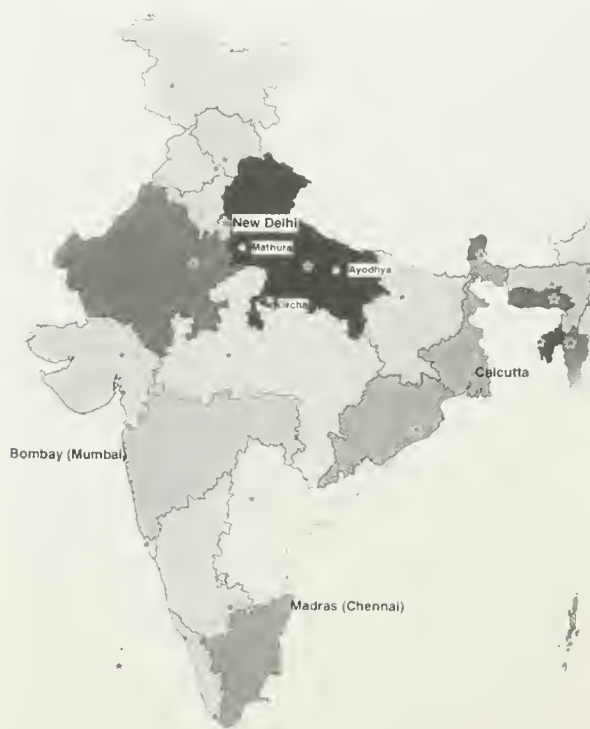 New Delhi
Mathura
Ayodhya
Calcutta
Bombay (Mumbai)
Madras (Chennai)